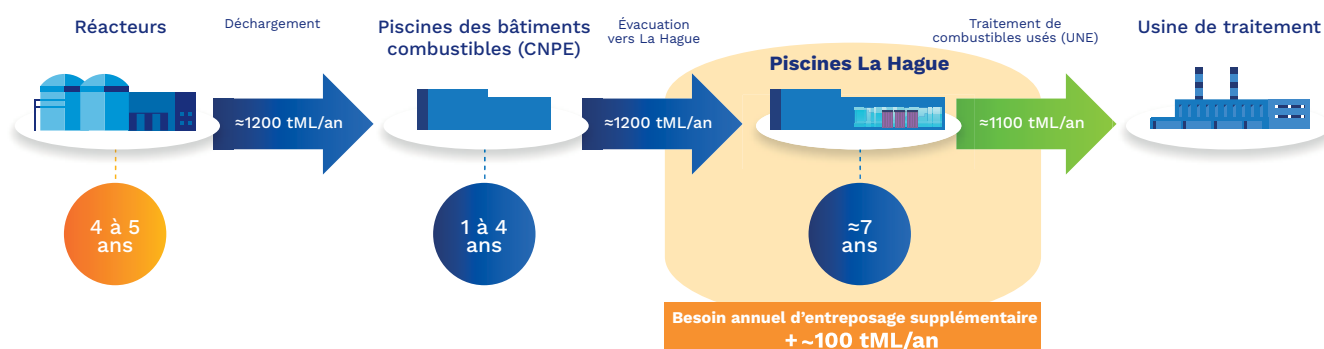 Réacteurs
Déchargement
Piscines des bâtiments
combustibles (CNPE)
Évacuation
vers La Hague
Piscines La Hague
Traitement de
combustibles usés (UNE)
Usine de traitement
≈1200 tML/an
≈1200 tML/an
≈1100 tML/an
4 à 5
ans
1 à 4
ans
≈7
ans
Besoin annuel d'entreposage supplémentaire
+ ~100 tML/an